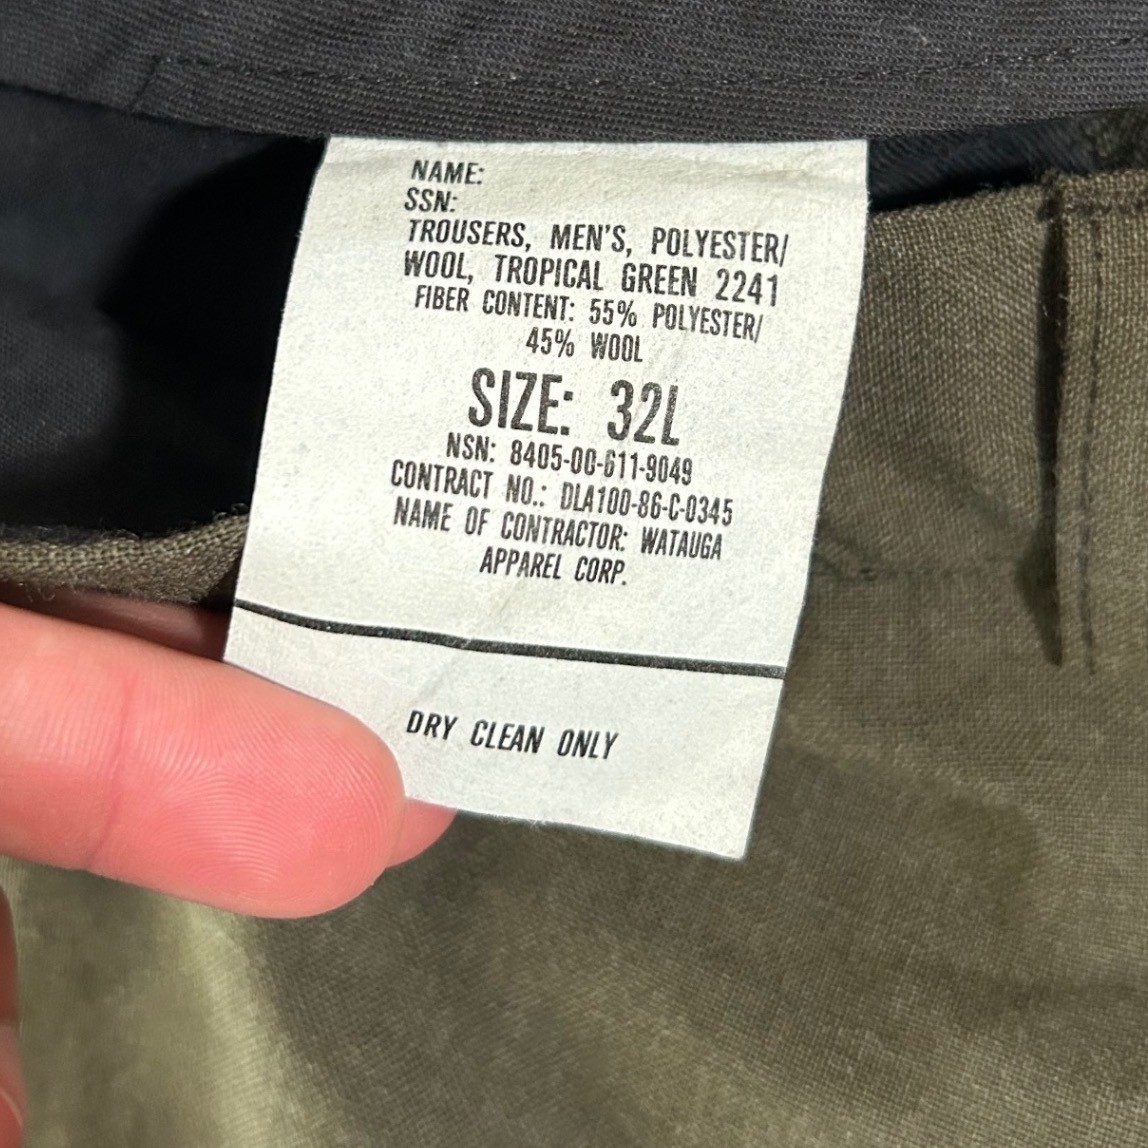 NAME:
SSN:
TROUSERS, MEN'S, POLYESTER/
WOOL, TROPICAL GREEN 2241
FIBER CONTENT: 55% POLYESTER/
45% WOOL
SIZE: 32L
NSN: 8405-00-611-9049
CONTRACT NO.: DLA100-86-C-0345
NAME OF CONTRACTOR: WATAUGA
APPAREL CORP.
DRY CLEAN ONLY